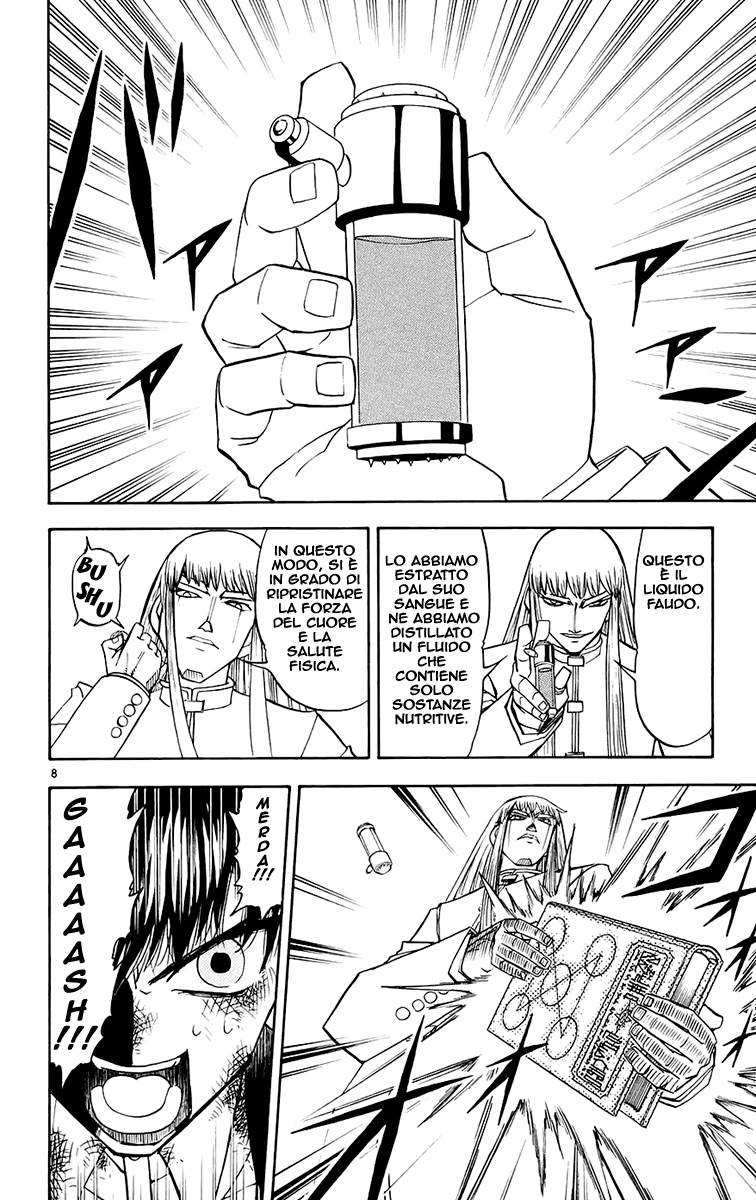 QUESTO
È IL
LIQUIDO
FAUDO.
LO ABBIAMO
ESTRATTO
DAL SUO
SANGUE E
NE ABBIAMO
DISTILLATO
UN FLUIDO
CHE
CONTIENE
SOLO
SOSTANZE
NUTRITIVE.
IN QUESTO
MODO, SI È
IN GRADO DI
RIPRISTINARE
LA FORZA
DEL CUORE
E LA
SALUTE
FISICA.
BU
SHU
8
MERDA!!!
GAAAAASH!!!